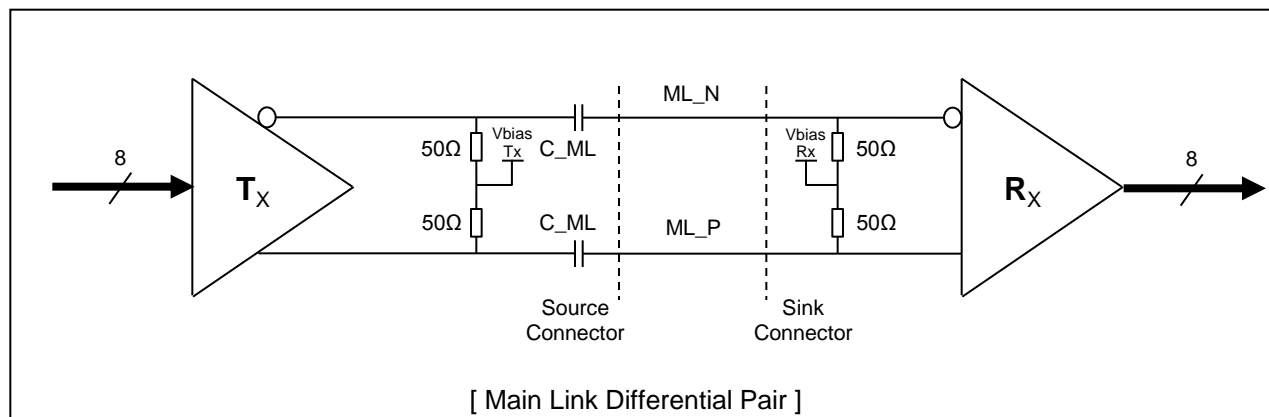 ML_N
Vbias
Tx
50Ω
C_ML
Vbias
Rx
50Ω
8
TX
RX
8
50Ω
C_ML
ML_P
50Ω
Source
Connector
Sink
Connector
[ Main Link Differential Pair ]